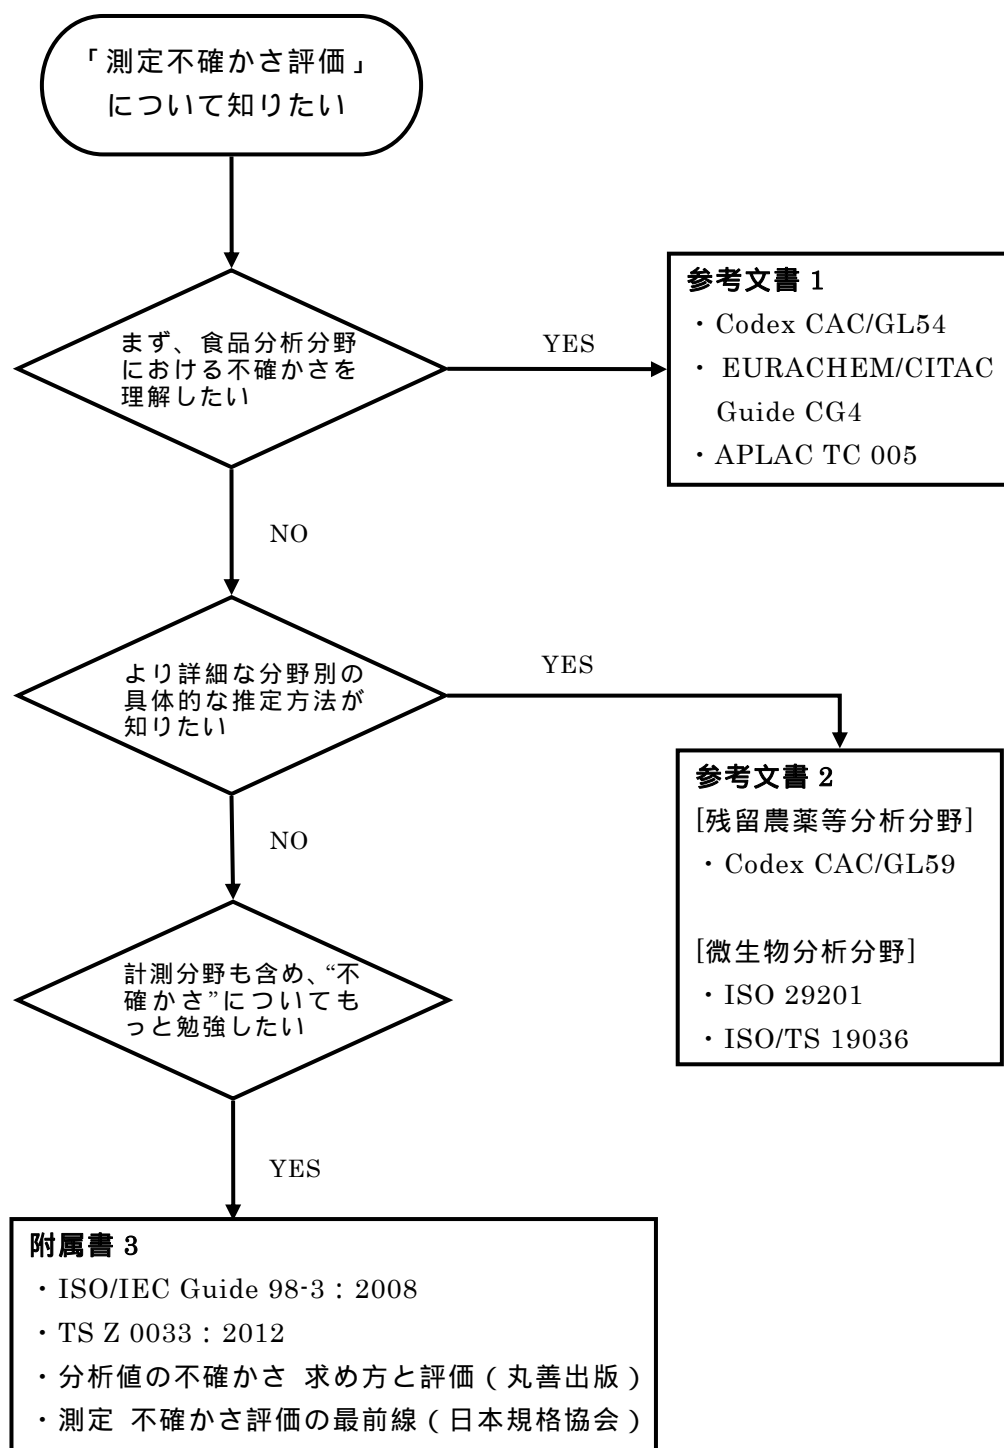 「測定不確かさ評価」
について知りたい
まず、食品分析分野
における不確かさを
理解したい
YES
参考文書 1
・Codex CAC/GL54
・ EURACHEM/CITAC
Guide CG4
・APLAC TC 005
NO
より詳細な分野別の
具体的な推定方法が
知りたい
YES
参考文書 2
[残留農薬等分析分野]
・Codex CAC/GL59
[微生物分析分野]
・ISO 29201
・ISO/TS 19036
NO
計測分野も含め、“不
確かさ”についても
っと勉強したい
YES
附属書 3
・ISO/IEC Guide 98-3：2008
・TS Z 0033：2012
・分析値の不確かさ 求め方と評価（丸善出版）
・測定 不確かさ評価の最前線（日本規格協会）